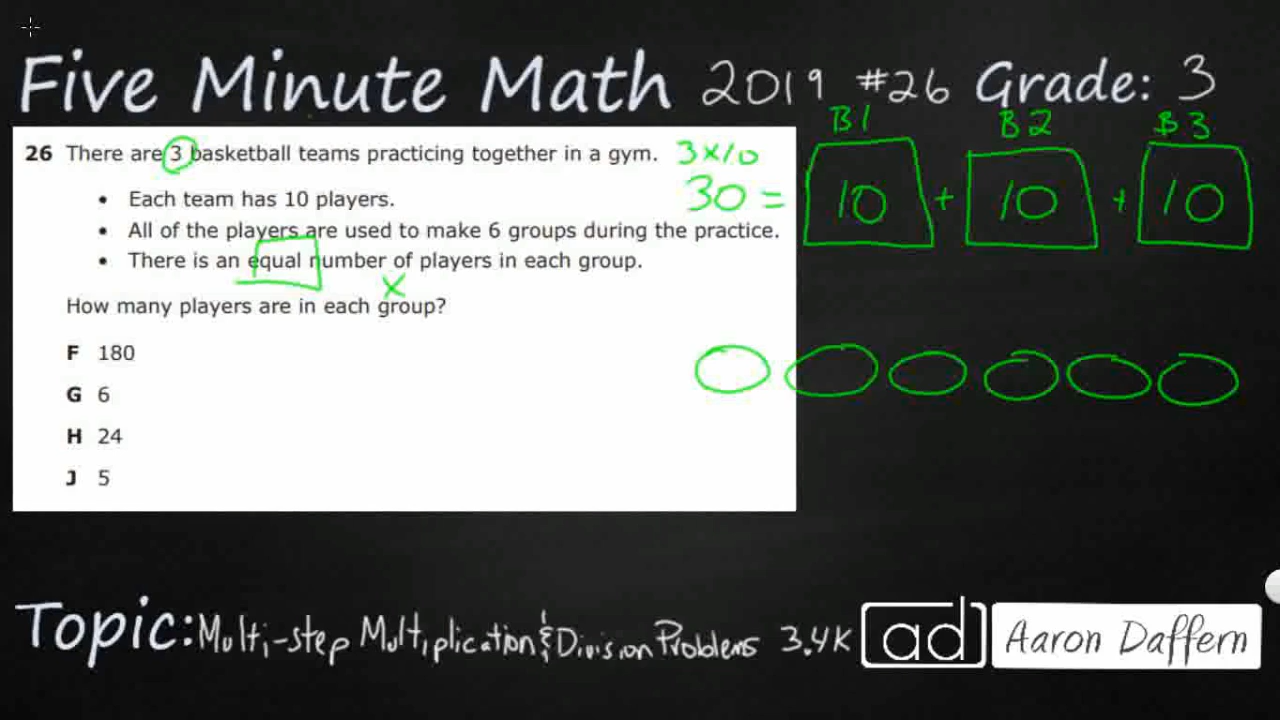 Five Minute Math 2019 #26 Grade: 3
B1 B2 B3
26 There are 3 basketball teams practicing together in a gym. 3×10
• Each team has 10 players. 30 = 10 + 10 + 10
• All of the players are used to make 6 groups during the practice.
• There is an equal number of players in each group.
x
How many players are in each group?
F 180
G 6
H 24
J 5
Topic: Multi-step Multiplication & Division Problems 3.4K ad Aaron Daffern